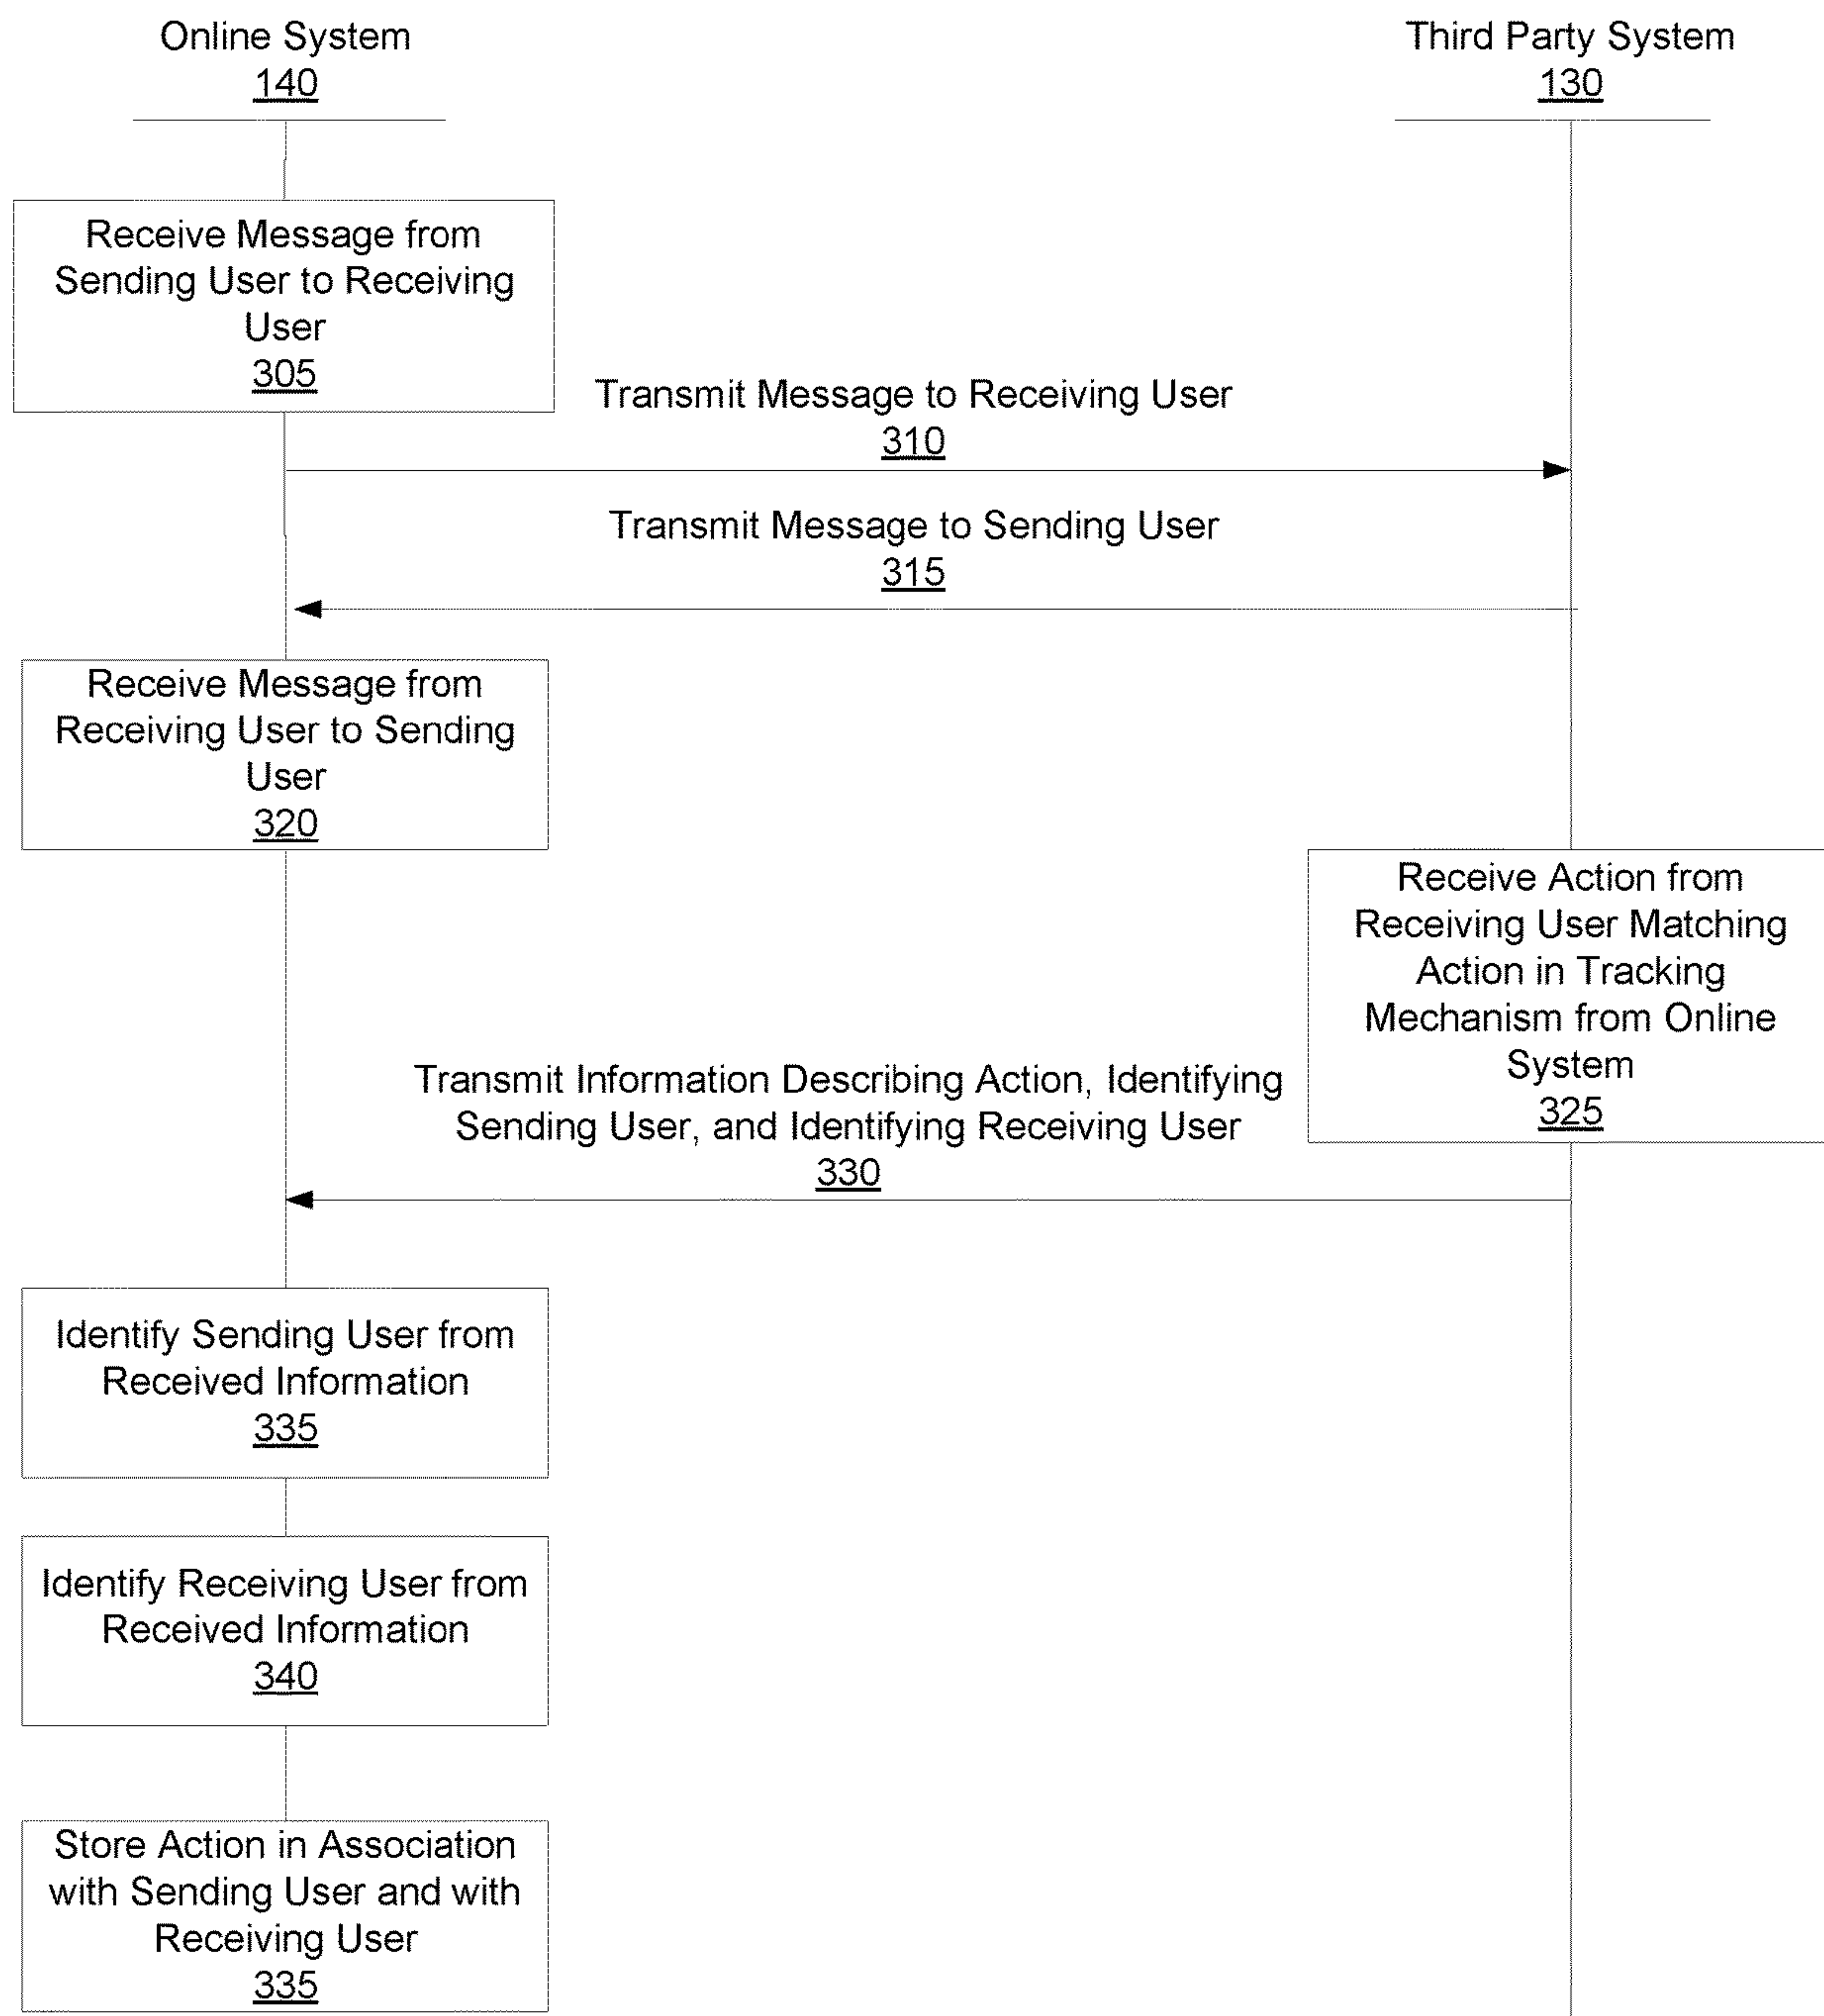 Online System
140
Third Party System
130
Receive Message from
Sending User to Receiving
User
305
Transmit Message to Receiving User
310
Transmit Message to Sending User
315
Receive Message from
Receiving User to Sending
User
320
Receive Action from
Receiving User Matching
Action in Tracking
Mechanism from Online
System
325
Transmit Information Describing Action, Identifying
Sending User, and Identifying Receiving User
330
Identify Sending User from
Received Information
335
Identify Receiving User from
Received Information
340
Store Action in Association
with Sending User and with
Receiving User
335